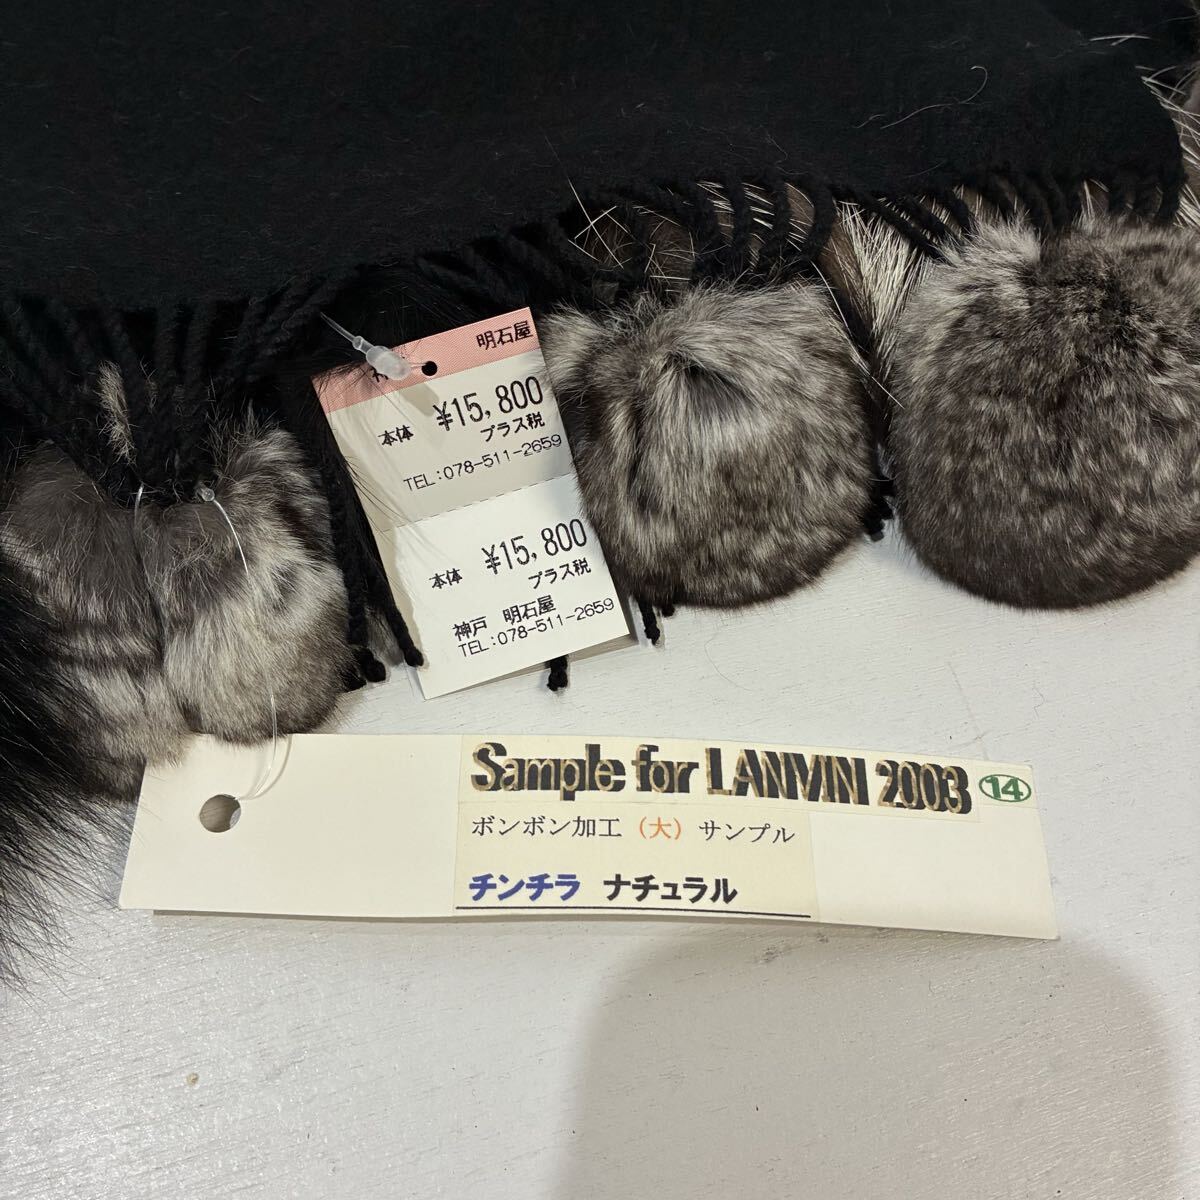 明石屋
本体 ¥15,800
プラス税
TEL:078-511-2659
本体 ¥15,800
プラス税
神戸 明石屋
TEL:078-511-2659
Sample for LANVIN 2003 14
ボンボン加工(大)サンプル
チンチラ ナチュラル